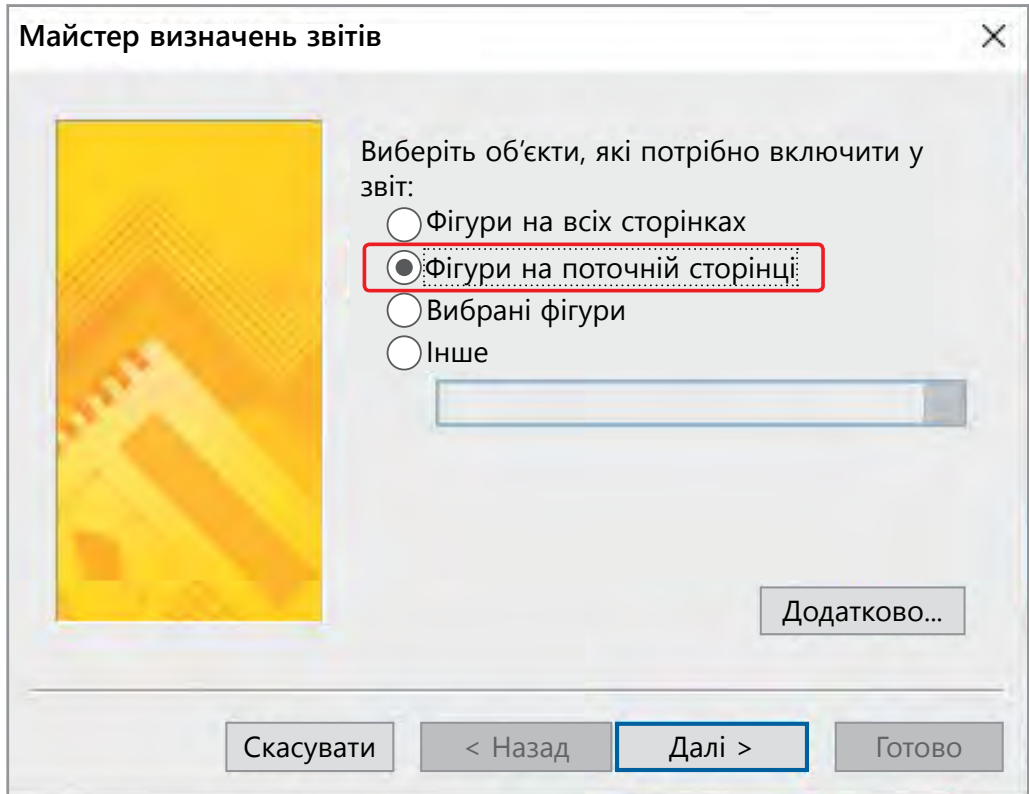 Майстер визначень звітів
Виберіть об’єкти, які потрібно включити у
звіт:
Фігури на всіх сторінках
Фігури на поточній сторінці
Вибрані фігури
Інше
Додатково...
Скасувати
< Назад
Далі >
Готово